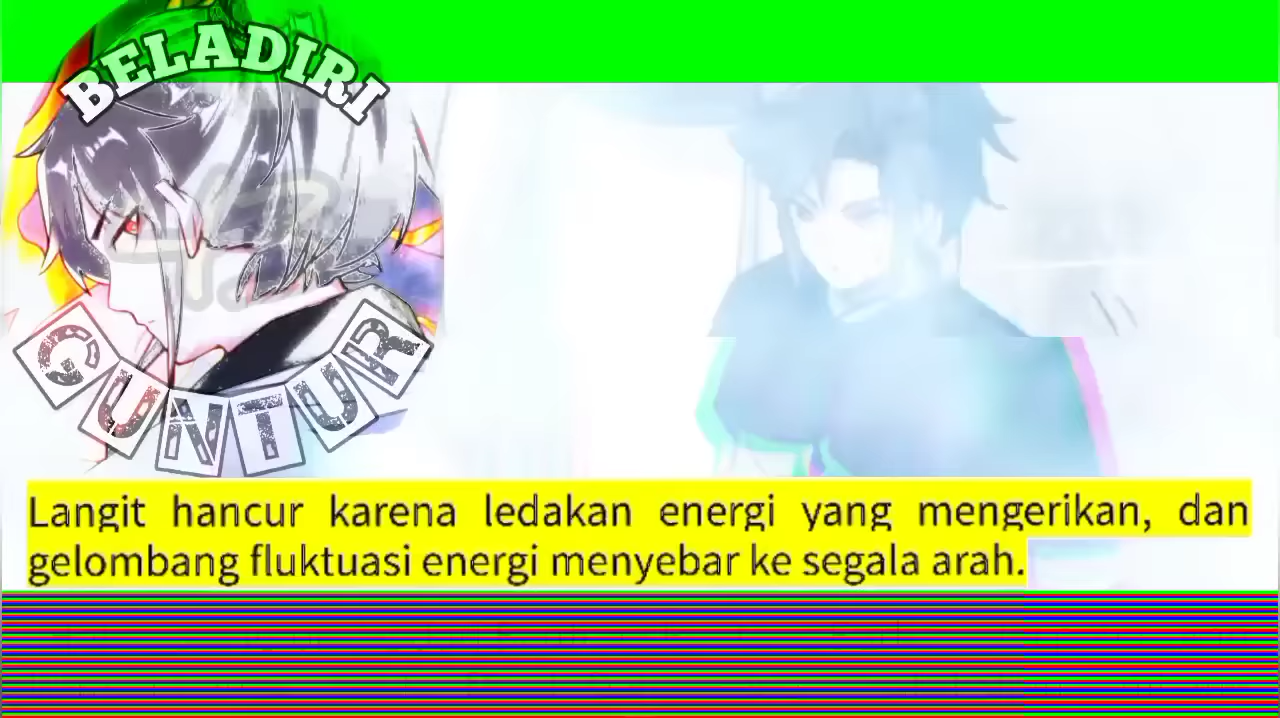 BELADIRI
GUNTUR
Langit hancur karena ledakan energi yang mengerikan, dan
gelombang fluktuasi energi menyebar ke segala arah.